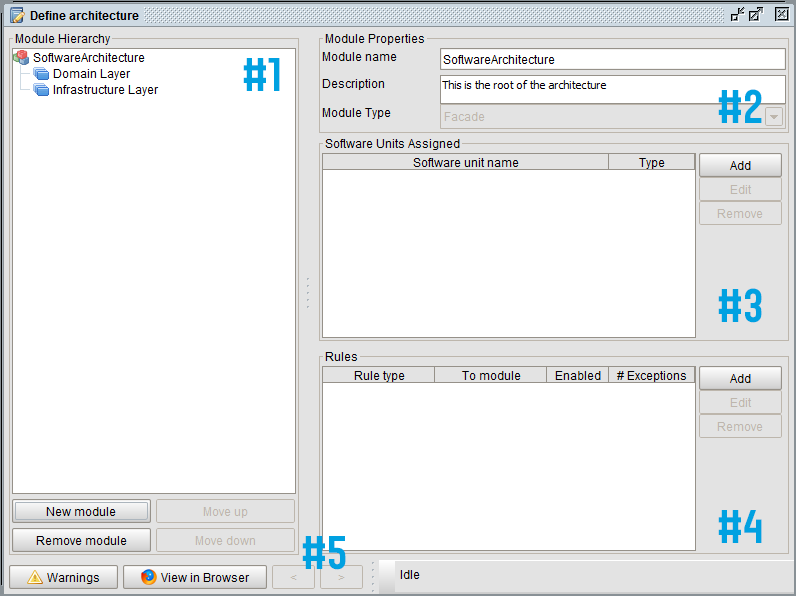 Define architecture
Module Hierarchy
SoftwareArchitecture
Domain Layer
Infrastructure Layer
#1
New module
Move up
Remove module
Move down
Module Properties
Module name
SoftwareArchitecture
Description
This is the root of the architecture
Module Type
Facade
#2
Software Units Assigned
Software unit name Type
Add
Edit
Remove
#3
Rules
Rule type To module Enabled # Exceptions
Add
Edit
Remove
#4
#5
Warnings View in Browser < > Idle